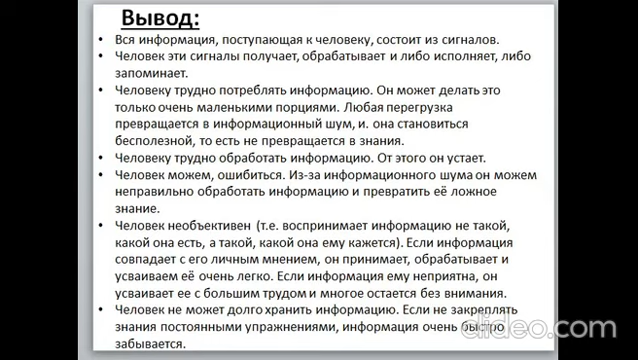 Вывод:
• Вся информация, поступающая к человеку, состоит из сигналов.
• Человек эти сигналы получает, обрабатывает и либо исполняет, либо
запоминает.
• Человеку трудно потреблять информацию. Он может делать это
только очень маленькими порциями. Любая перегрузка
превращается в информационный шум, и. она становиться
бесполезной, то есть не превращается в знания.
• Человеку трудно обработать информацию. От этого он устает.
• Человек можем, ошибиться. Из-за информационного шума он можем
неправильно обработать информацию и превратить её ложное
знание.
• Человек необъективен (т.е. воспринимает информацию не такой,
какой она есть, а такой, какой она ему кажется). Если информация
совпадает с его личным мнением, он принимает, обрабатывает и
усваиваем её очень легко. Если информация ему неприятна, он
усваивает ее с большим трудом и многое остается без внимания.
• Человек не может долго хранить информацию. Если не закреплять
знания постоянными упражнениями, информация очень быстро
забывается.
dideo.com